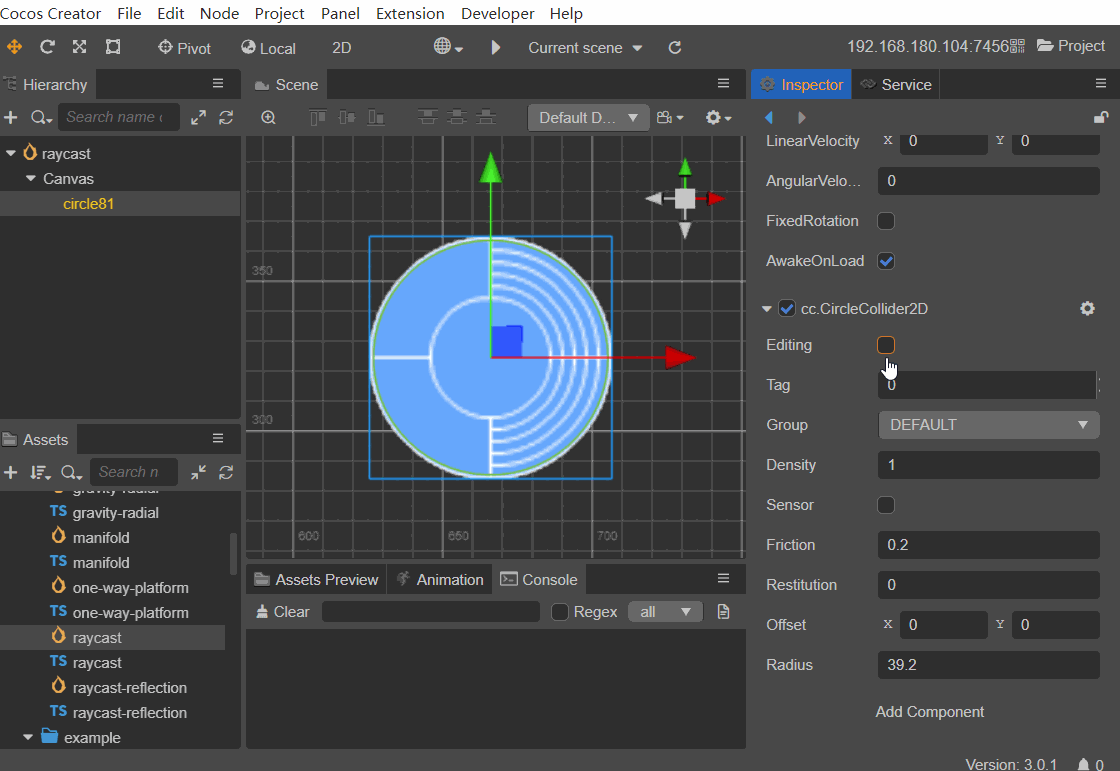 Cocos Creator File Edit Node Project Panel Extension Developer Help
Pivot Local 2D Current scene 192.168.180.104:7456 Project
Hierarchy
Search name
raycast
Canvas
circle81
Assets
Search n
gravity-radial
TS gravity-radial
manifold
TS manifold
one-way-platform
TS one-way-platform
raycast
TS raycast
raycast-reflection
TS raycast-reflection
example
Scene
Default D...
350
300
600 650 700
Assets Preview Animation Console
Clear Regex all
Inspector Service
LinearVelocity X 0 Y 0
AngularVelo... 0
FixedRotation
AwakeOnLoad
cc.CircleCollider2D
Editing
Tag 0
Group DEFAULT
Density 1
Sensor
Friction 0.2
Restitution 0
Offset X 0 Y 0
Radius 39.2
Add Component
Version: 3.0.1 0